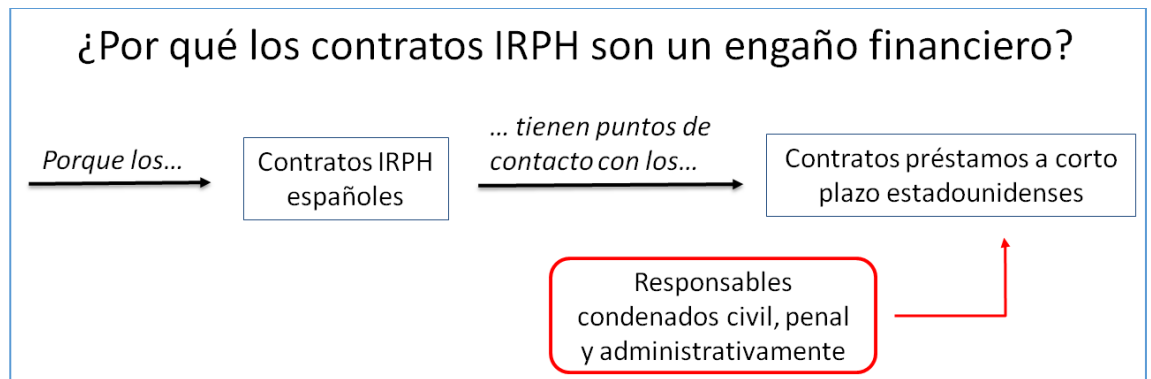 ¿Por qué los contratos IRPH son un engaño financiero?
Porque los...
Contratos IRPH
españoles
... tienen puntos de
contacto con los...
Contratos préstamos a corto
plazo estadounidenses
Responsables
condenados civil, penal
y administrativamente